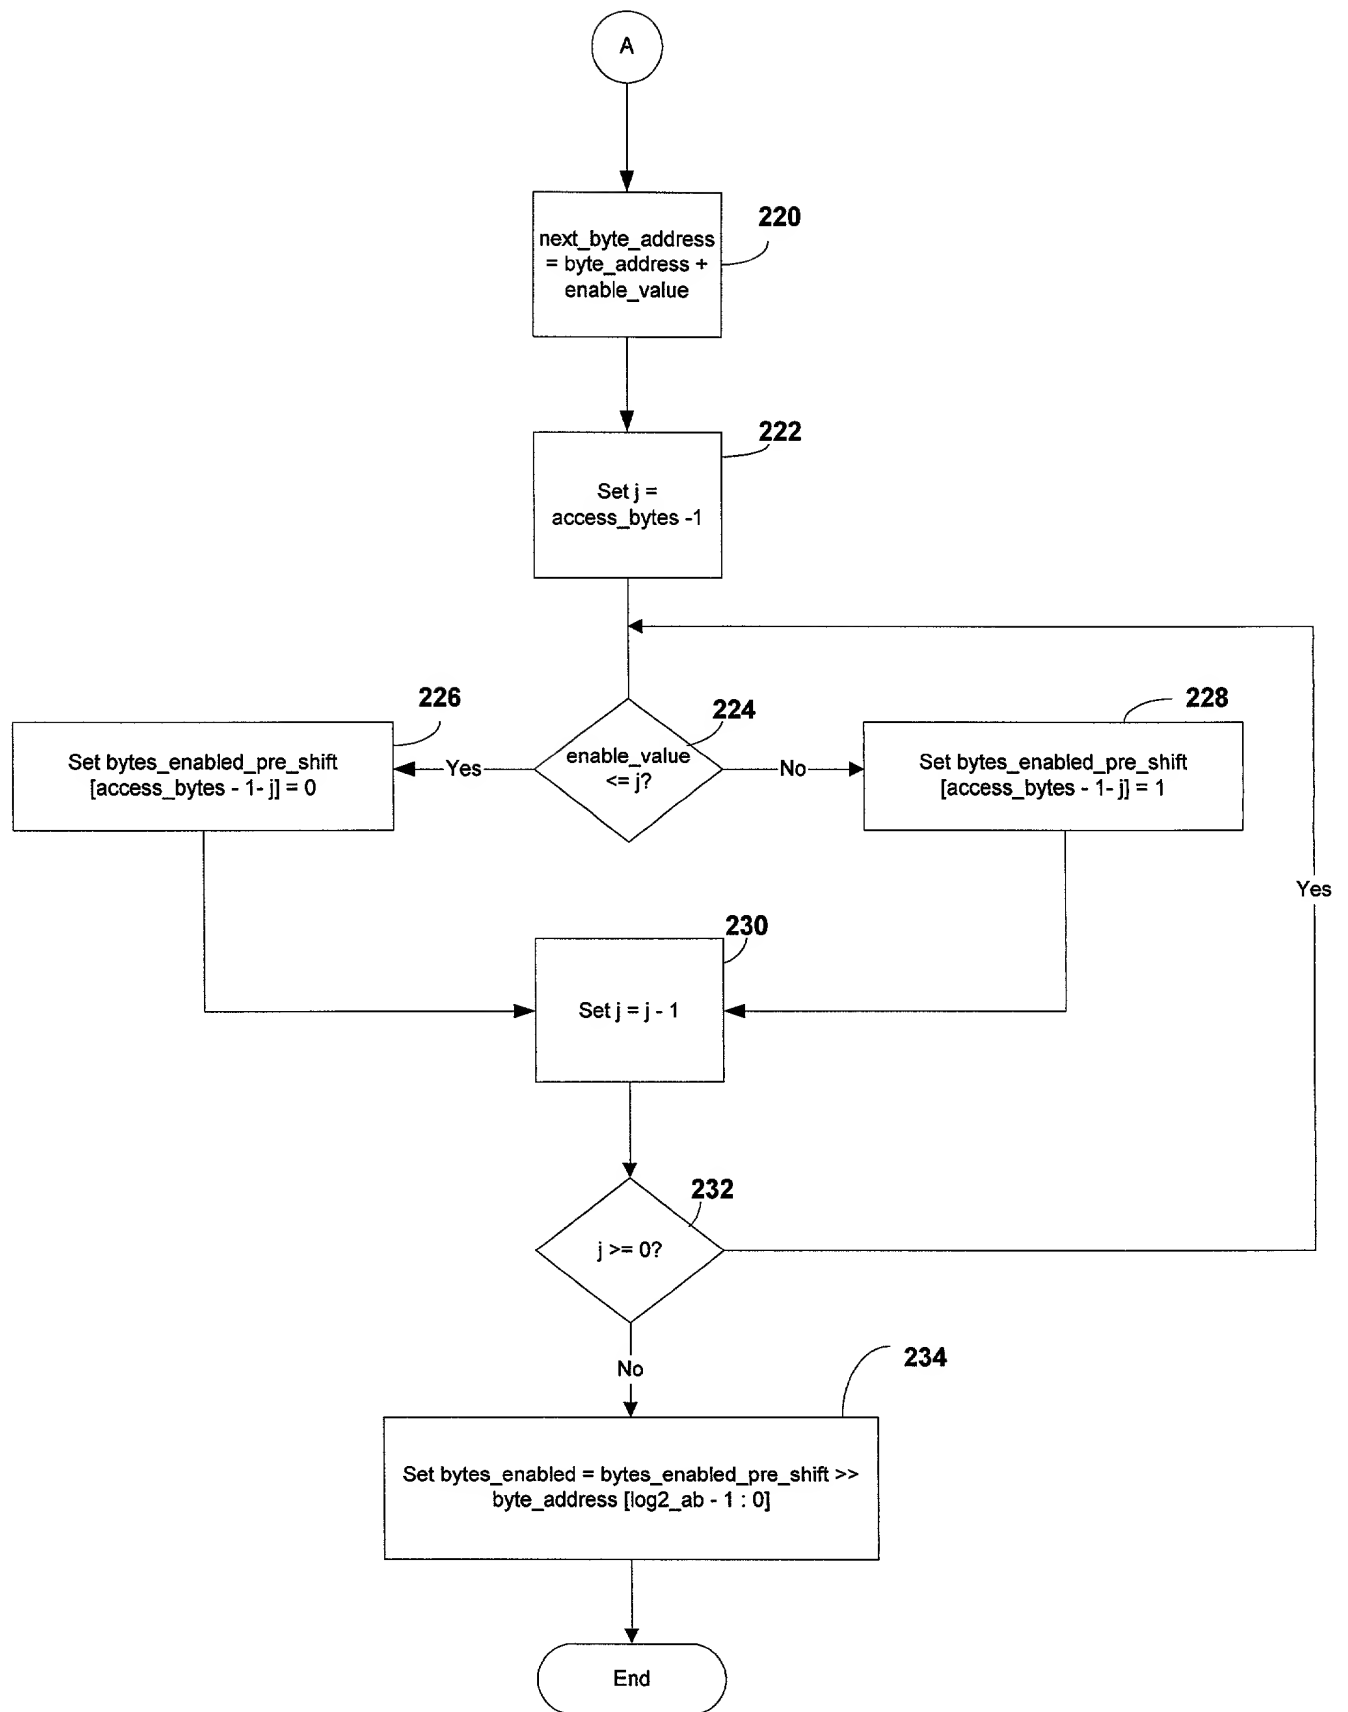 A
220
next_byte_address
= byte_address +
enable_value
222
Set j =
access_bytes -1
226
224
228
Set bytes_enabled_pre_shift
[access_bytes - 1- j] = 0
Yes
enable_value
<= j?
No
Set bytes_enabled_pre_shift
[access_bytes - 1- j] = 1
Yes
230
Set j = j - 1
232
j >= 0?
No
234
Set bytes_enabled = bytes_enabled_pre_shift >>
byte_address [log2_ab - 1 : 0]
End